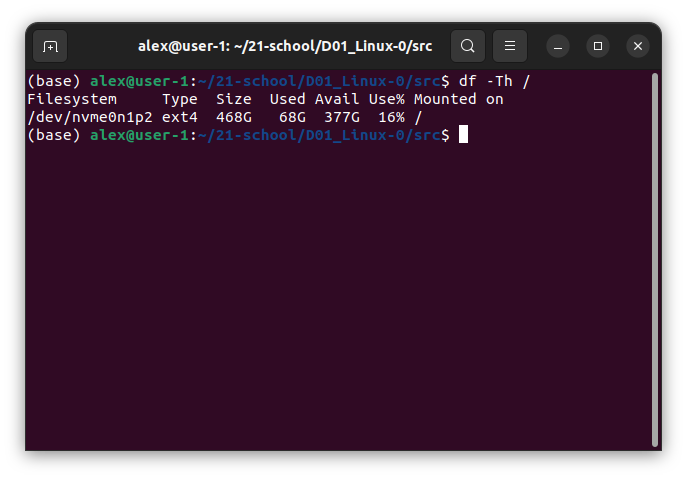 alex@user-1: ~/21-school/D01_Linux-0/src
(base) alex@user-1:~/21-school/D01_Linux-0/src$ df -Th /
Filesystem     Type  Size  Used Avail Use% Mounted on
/dev/nvme0n1p2 ext4  468G   68G  377G  16% /
(base) alex@user-1:~/21-school/D01_Linux-0/src$